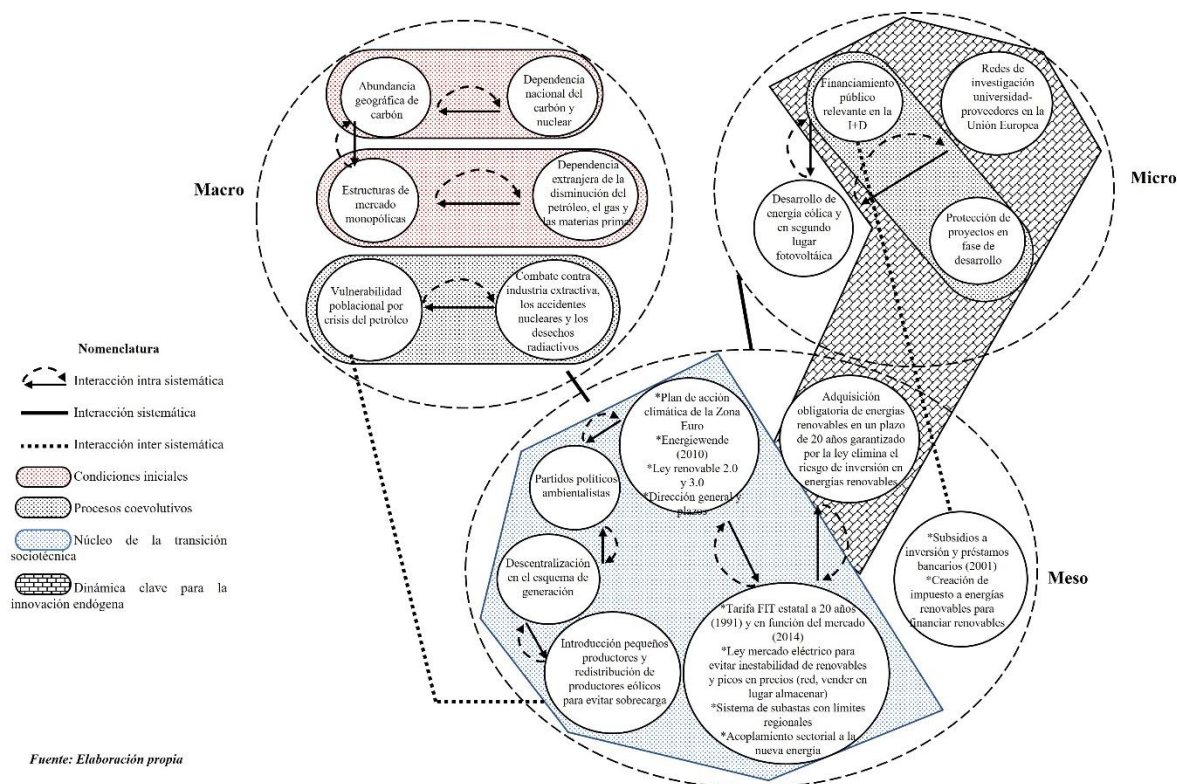 Macro
Abundancia
geográfica de
carbón
Dependencia
nacional del
carbón y
nuclear
Estructuras de
mercado
monopólicas
Dependencia
extranjera de la
disminución del
petróleo, el gas y
las materias primas
Vulnerabilidad
poblacional por
crisis del petróleo
Combate contra
industria extractiva,
los accidentes
nucleares y los
desechos
radiactivos
Micro
Financiamiento
público
relevante en la
I+D
Redes de
investigación
universidad-
proveedores en la
Unión Europea
Desarrollo de
energía eólica y
en segundo
lugar
fotovoltáica
Protección de
proyectos en
fase de
desarrollo
Nomenclatura
Interacción intra sistemática
Interacción sistemática
Interacción inter sistemática
Condiciones iniciales
Procesos coevolutivos
Núcleo de la transición
sociotécnica
Dinámica clave para la
innovación endógena
Meso
*Plan de acción
climática de la Zona
Euro
*Energiewende
(2010)
*Ley renovable 2.0
y 3.0
*Dirección general y
plazos
Adquisición
obligatoria de energías
renovables en un plazo
de 20 años garantizado
por la ley elimina el
riesgo de inversión en
energías renovables
Partidos políticos
ambientalistas
Descentralización
en el esquema de
generación
Introducción pequeños
productores y
redistribución de
productores eólicos
para evitar sobrecarga
*Tarifa FIT estatal a 20 años
(1991) y en función del mercado
(2014)
*Ley mercado eléctrico para
evitar inestabilidad de renovables
y picos en precios (red, vender en
lugar almacenar)
*Sistema de subastas con límites
regionales
*Acoplamiento sectorial a la
nueva energía
*Subsidios a
inversión y préstamos
bancarios (2001)
*Creación de
impuesto a energías
renovables para
financiar renovables
Fuente: Elaboración propia